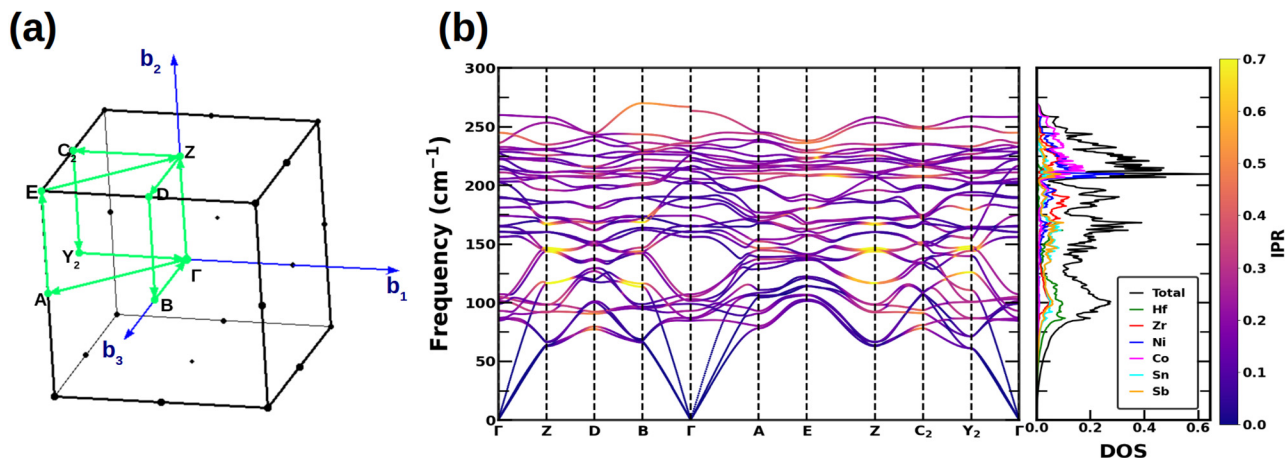 (a)
b2
C2
Z
E
D
Y2
Γ
A
B
b1
b3
(b)
Frequency (cm⁻¹)
300
250
200
150
100
50
0
Γ Z D B Γ A E Z C2 Y2 Γ
Total
Hf
Zr
Ni
Co
Sn
Sb
0.0 0.2 0.4 0.6
DOS
0.7
0.6
0.5
0.4
0.3
0.2
0.1
0.0
IPR